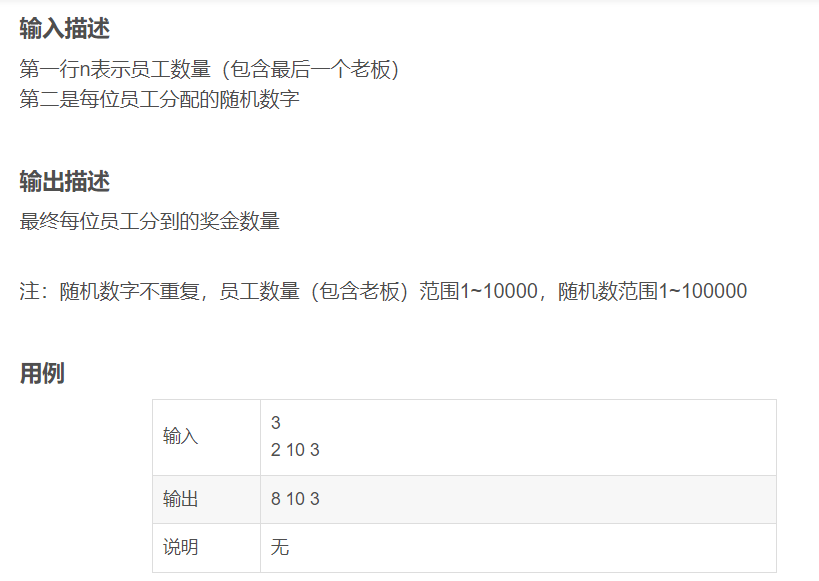 输入描述
第一行n表示员工数量（包含最后一个老板）
第二是每位员工分配的随机数字
输出描述
最终每位员工分到的奖金数量
注：随机数字不重复，员工数量（包含老板）范围1~10000，随机数范围1~100000
用例
输入
3
2 10 3
输出
8 10 3
说明
无